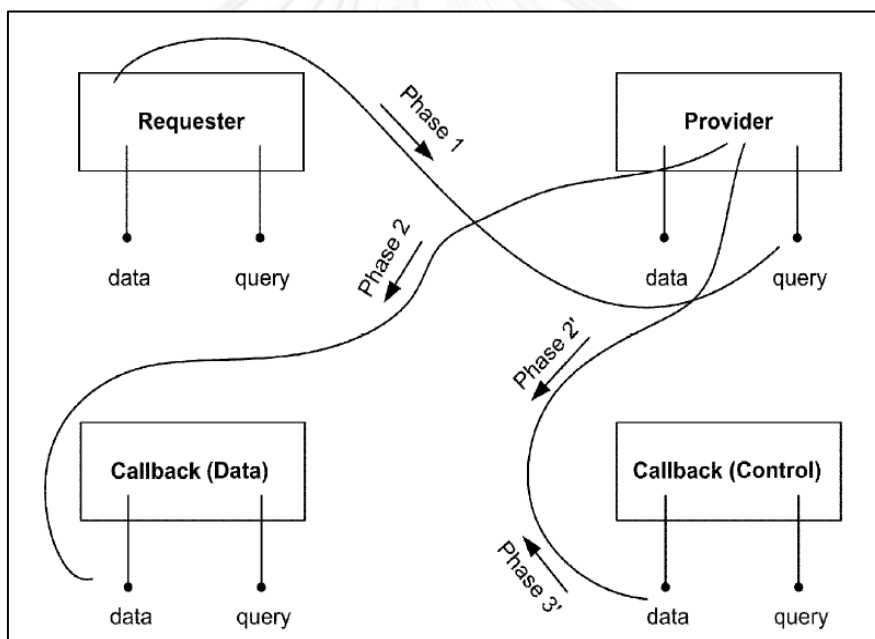 Requester
Provider
Phase 1
data
query
Phase 2
data
query
Phase 2'
Callback (Data)
Callback (Control)
Phase 3'
data
query
data
query